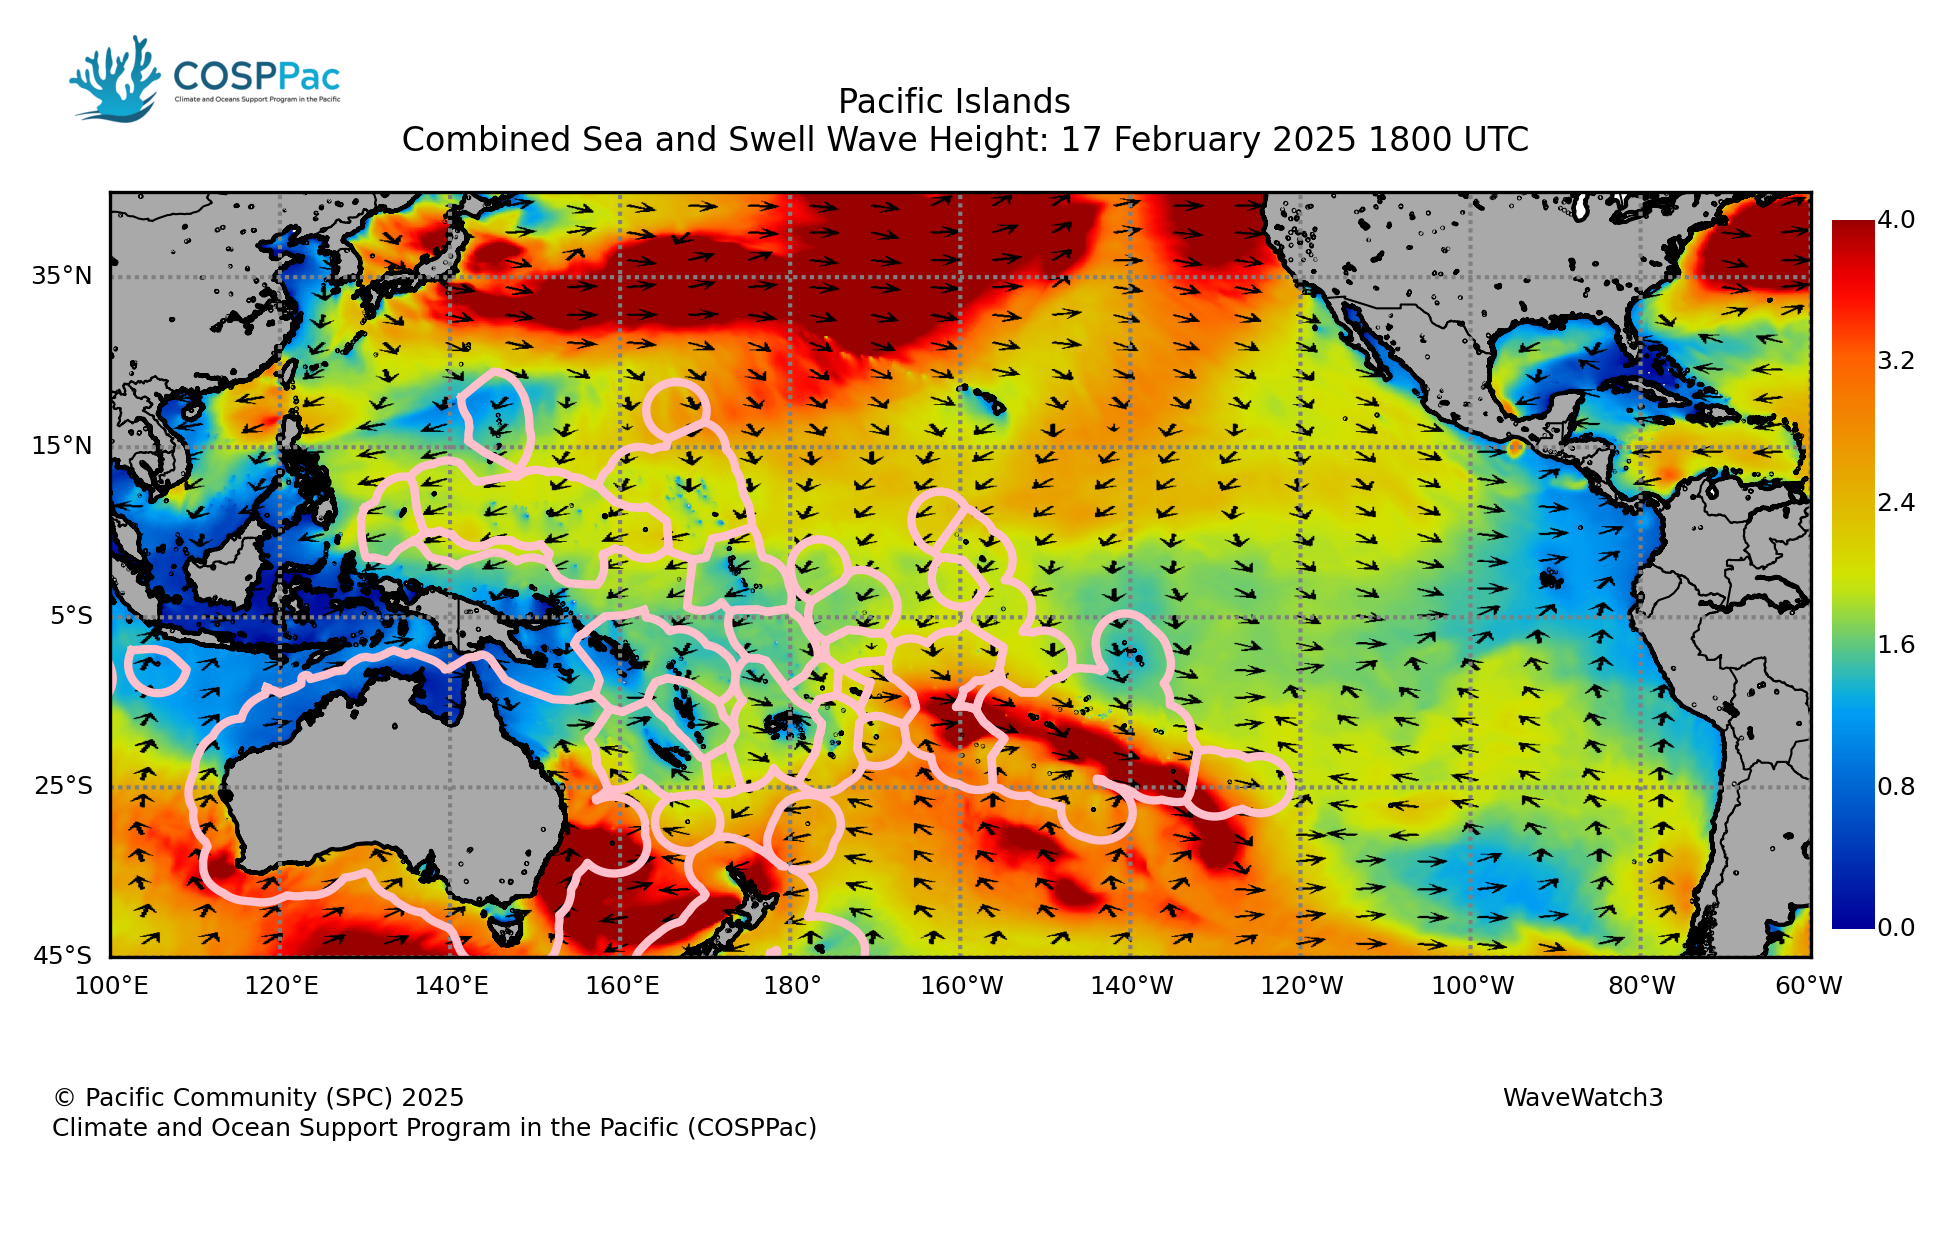 COSPPac
Climate and Oceans Support Program in the Pacific
Pacific Islands
Combined Sea and Swell Wave Height: 17 February 2025 1800 UTC
35°N
15°N
5°S
25°S
45°S
100°E 120°E 140°E 160°E 180° 160°W 140°W 120°W 100°W 80°W 60°W
4.0
3.2
2.4
1.6
0.8
0.0
© Pacific Community (SPC) 2025
Climate and Ocean Support Program in the Pacific (COSPPac)
WaveWatch3